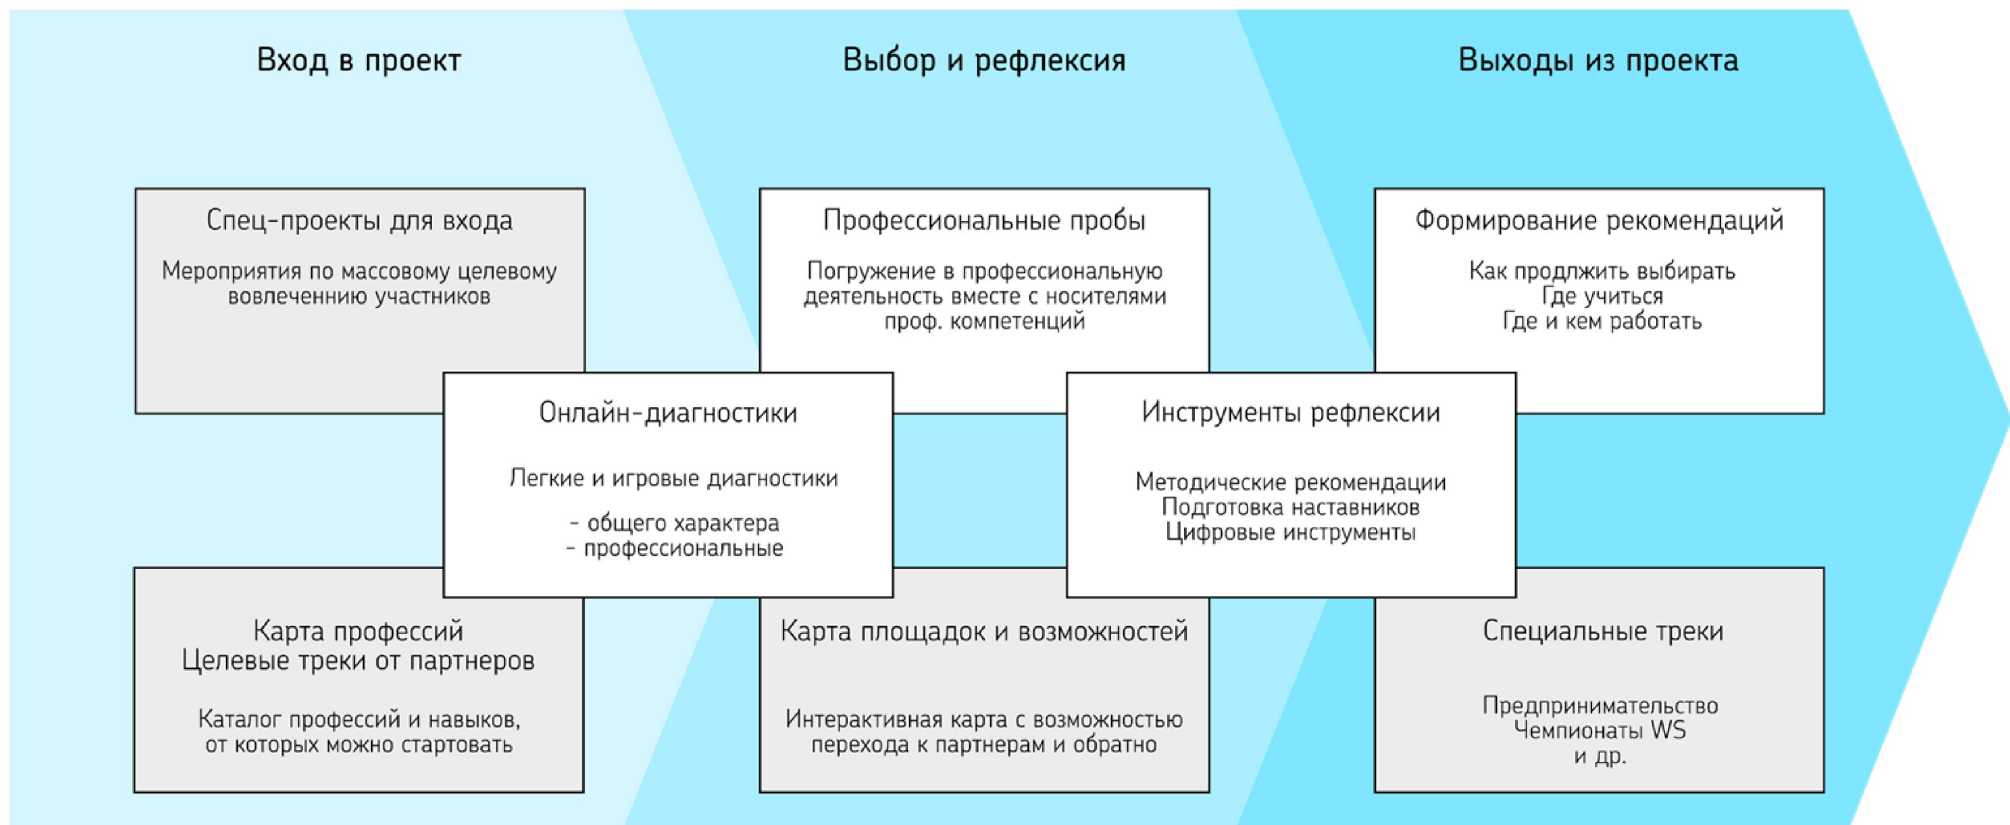 Вход в проект
Выбор и рефлексия
Выходы из проекта
Спец-проекты для входа
Мероприятия по массовому целевому
вовлеченнию участников
Профессиональные пробы
Погружение в профессиональную
деятельность вместе с носителями
проф. компетенций
Формирование рекомендаций
Как продлжить выбирать
Где учиться
Где и кем работать
Онлайн-диагностики
Легкие и игровые диагностики
- общего характера
- профессиональные
Инструменты рефлексии
Методические рекомендации
Подготовка наставников
Цифровые инструменты
Карта профессий
Целевые треки от партнеров
Каталог профессий и навыков,
от которых можно стартовать
Карта площадок и возможностей
Интерактивная карта с возможностью
перехода к партнерам и обратно
Специальные треки
Предпринимательство
Чемпионаты WS
и др.